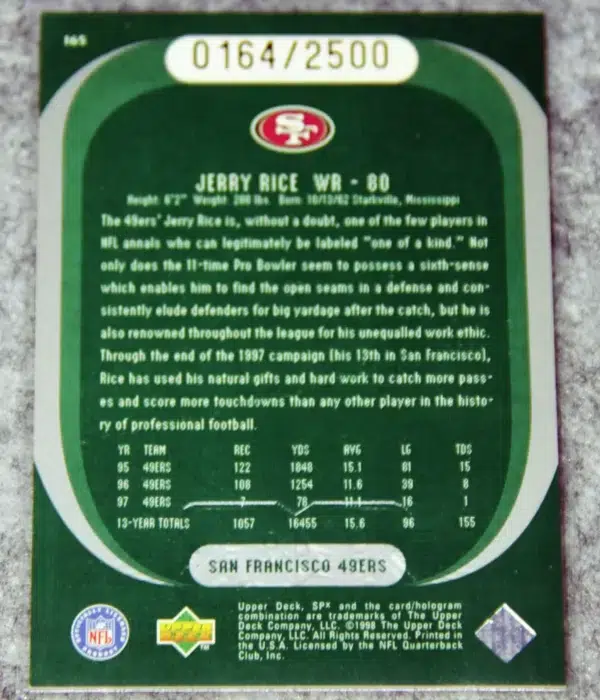 165
0164/2500
SF
JERRY RICE WR - 80
Height: 6'2" Weight: 200 lbs. Born: 10/13/62 Starkville, Mississippi
The 49ers' Jerry Rice is, without a doubt, one of the few players in
NFL annals who can legitimately be labeled "one of a kind." Not
only does the 11-time Pro Bowler seem to possess a sixth-sense
which enables him to find the open seams in a defense and con-
sistently elude defenders for big yardage after the catch, but he is
also renowned throughout the league for his unequalled work ethic.
Through the end of the 1997 campaign (his 13th in San Francisco),
Rice has used his natural gifts and hard work to catch more pass-
es and score more touchdowns than any other player in the histo-
ry of professional football.
YR TEAM REC YDS AVG LG TDS
95 49ERS 122 1848 15.1 81 15
96 49ERS 108 1254 11.6 39 8
97 49ERS 7 78 11.1 16 1
13-YEAR TOTALS 1057 16455 15.6 96 155
SAN FRANCISCO 49ERS
Upper Deck, SPx and the card/hologram
combination are trademarks of The Upper
Deck Company, LLC. ©1998 The Upper Deck
Company, LLC. All Rights Reserved. Printed in
the U.S.A. Licensed by the NFL Quarterback
Club, Inc.
NFL